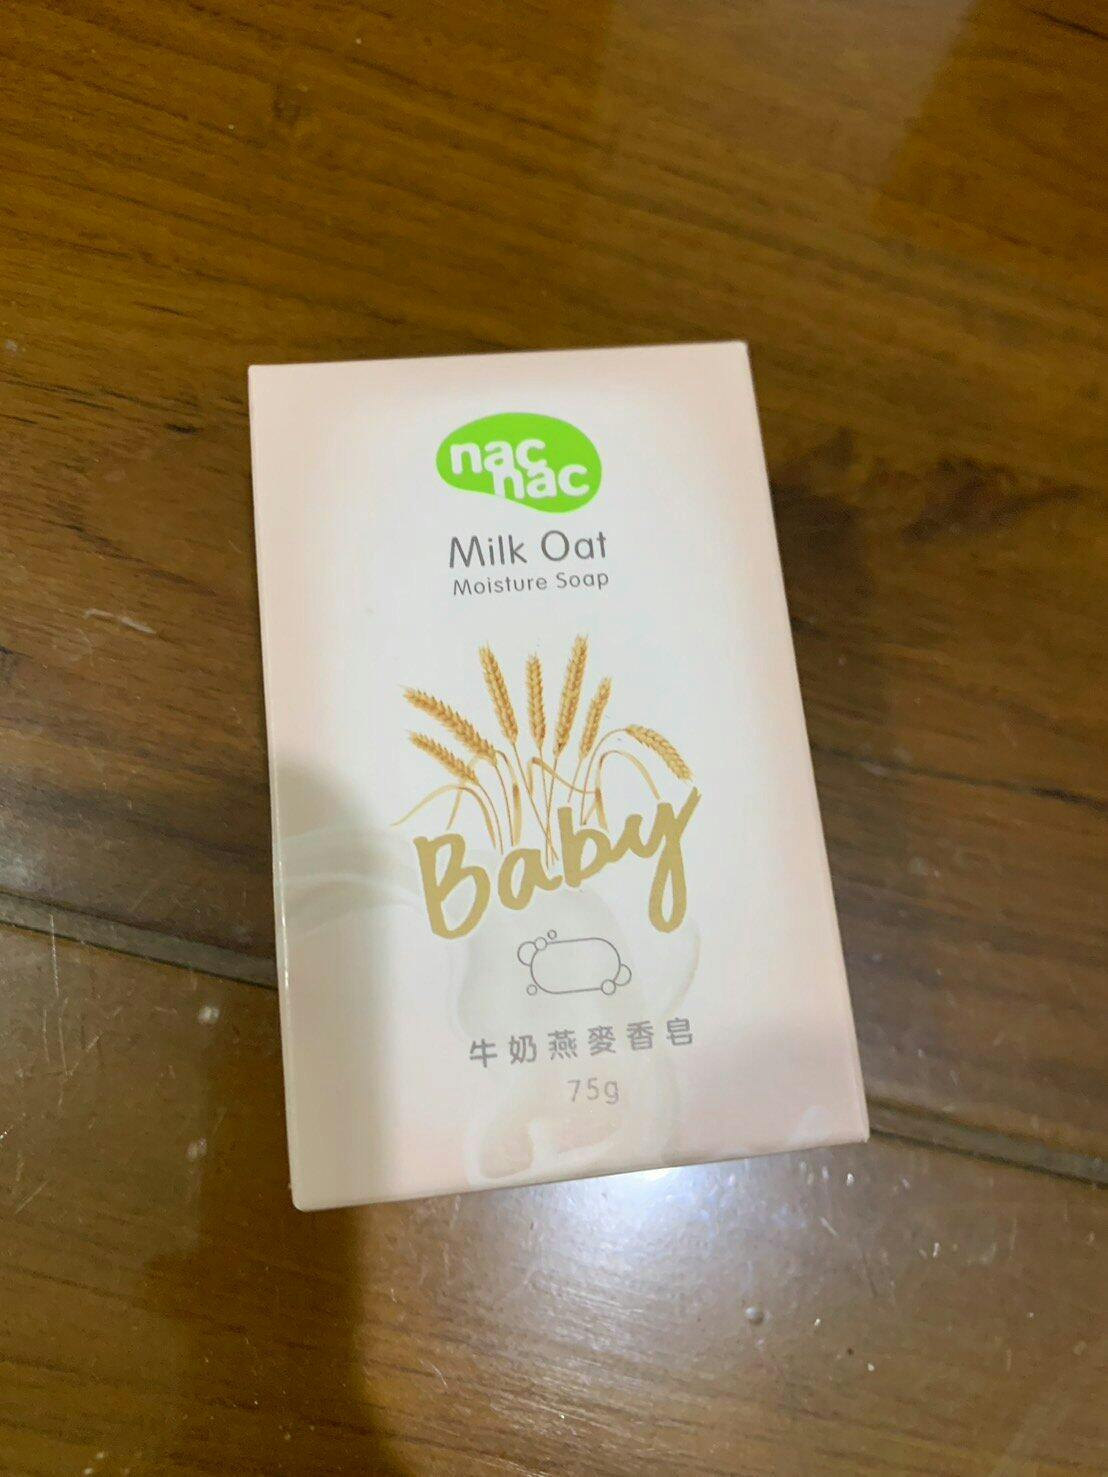 nac
nac
Milk Oat
Moisture Soap
Baby
牛奶燕麥香皂
75g